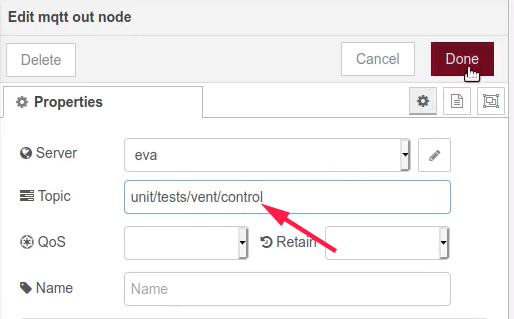 Edit mqtt out node
Delete Cancel Done
Properties
Server eva
Topic unit/tests/vent/control
QoS Retain
Name Name